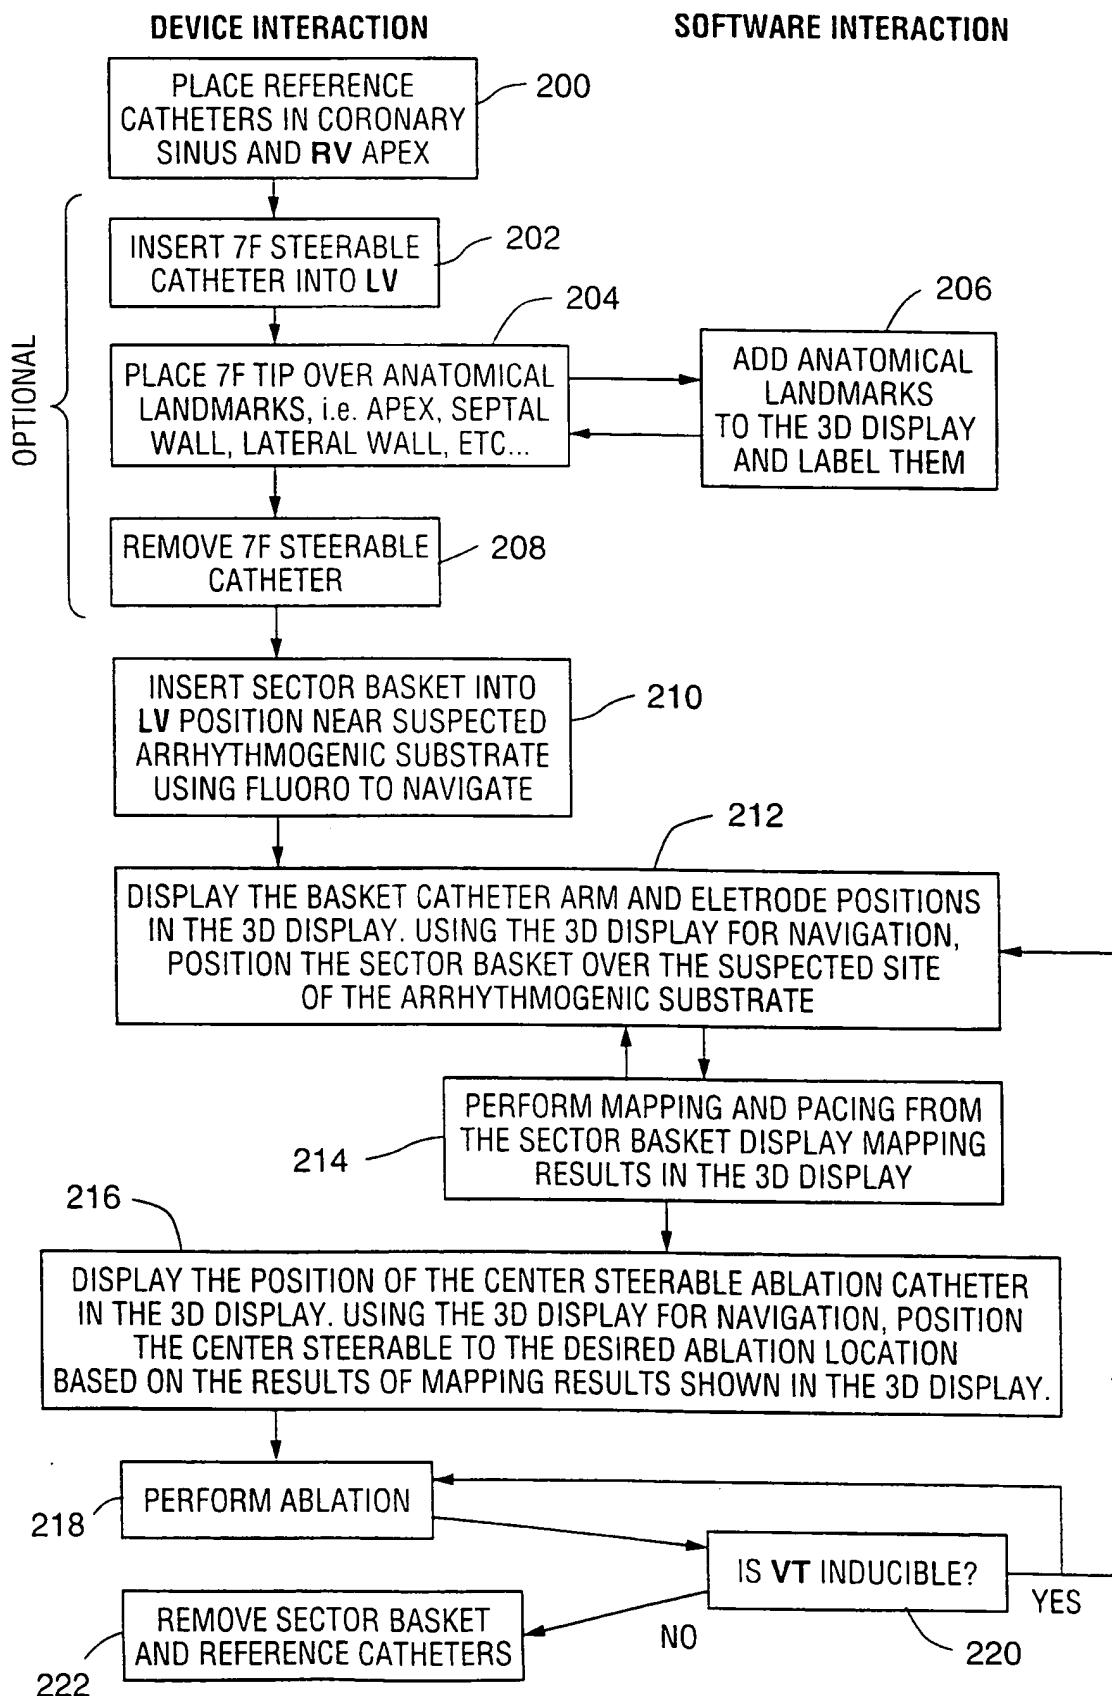 DEVICE INTERACTION
SOFTWARE INTERACTION
PLACE REFERENCE
CATHETERS IN CORONARY
SINUS AND RV APEX
200
INSERT 7F STEERABLE
CATHETER INTO LV
202
OPTIONAL
PLACE 7F TIP OVER ANATOMICAL
LANDMARKS, i.e. APEX, SEPTAL
WALL, LATERAL WALL, ETC...
204
ADD ANATOMICAL
LANDMARKS
TO THE 3D DISPLAY
AND LABEL THEM
206
REMOVE 7F STEERABLE
CATHETER
208
INSERT SECTOR BASKET INTO
LV POSITION NEAR SUSPECTED
ARRHYTHMOGENIC SUBSTRATE
USING FLUORO TO NAVIGATE
210
212
DISPLAY THE BASKET CATHETER ARM AND ELETRODE POSITIONS
IN THE 3D DISPLAY. USING THE 3D DISPLAY FOR NAVIGATION,
POSITION THE SECTOR BASKET OVER THE SUSPECTED SITE
OF THE ARRHYTHMOGENIC SUBSTRATE
PERFORM MAPPING AND PACING FROM
THE SECTOR BASKET DISPLAY MAPPING
RESULTS IN THE 3D DISPLAY
214
216
DISPLAY THE POSITION OF THE CENTER STEERABLE ABLATION CATHETER
IN THE 3D DISPLAY. USING THE 3D DISPLAY FOR NAVIGATION, POSITION
THE CENTER STEERABLE TO THE DESIRED ABLATION LOCATION
BASED ON THE RESULTS OF MAPPING RESULTS SHOWN IN THE 3D DISPLAY.
PERFORM ABLATION
218
IS VT INDUCIBLE?
YES
NO
220
REMOVE SECTOR BASKET
AND REFERENCE CATHETERS
222